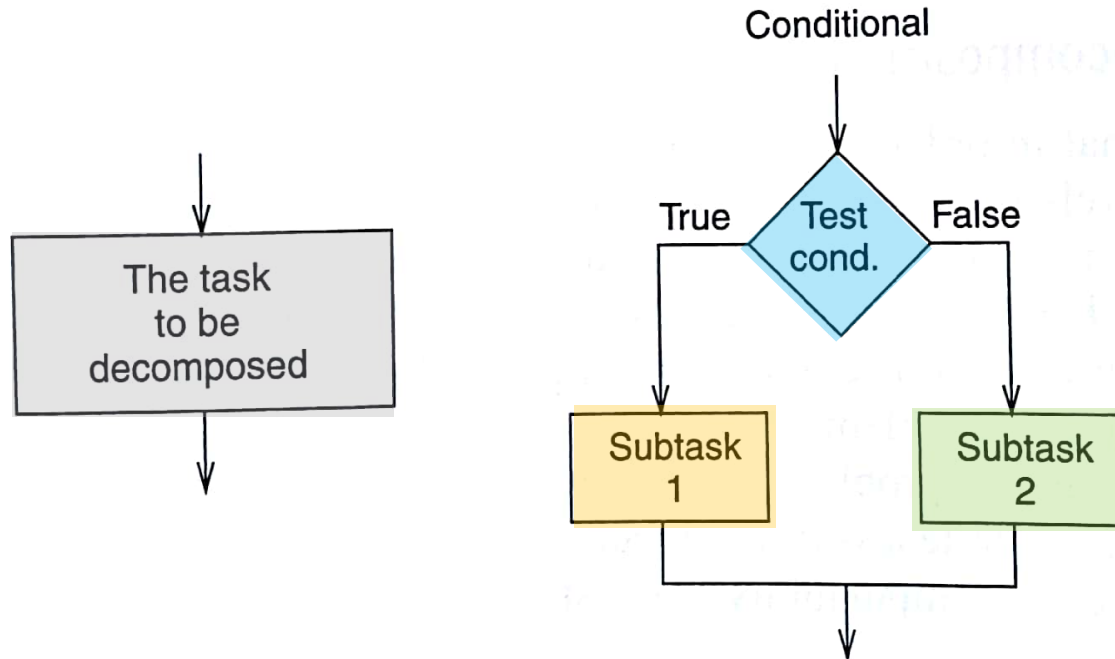 Conditional
The task
to be
decomposed
True
Test
cond.
False
Subtask
1
Subtask
2